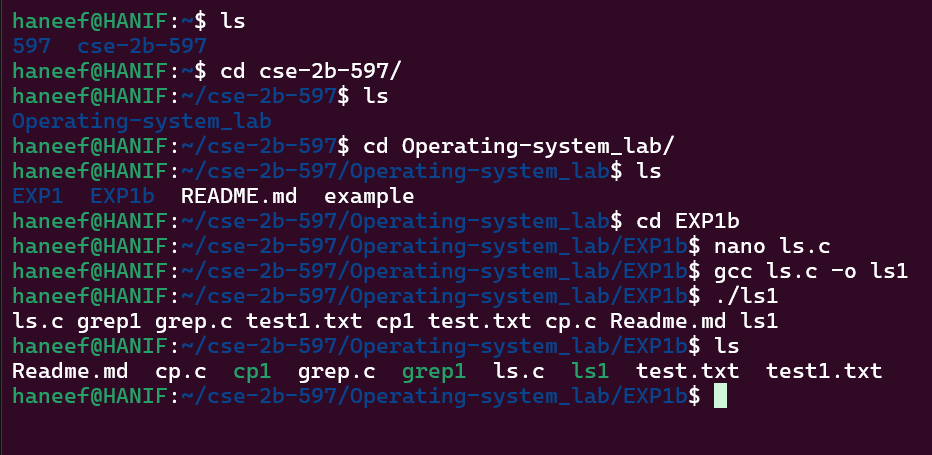 haneef@HANIF:~$ ls
597  cse-2b-597
haneef@HANIF:~$ cd cse-2b-597/
haneef@HANIF:~/cse-2b-597$ ls
Operating-system_lab
haneef@HANIF:~/cse-2b-597$ cd Operating-system_lab/
haneef@HANIF:~/cse-2b-597/Operating-system_lab$ ls
EXP1  EXP1b  README.md  example
haneef@HANIF:~/cse-2b-597/Operating-system_lab$ cd EXP1b
haneef@HANIF:~/cse-2b-597/Operating-system_lab/EXP1b$ nano ls.c
haneef@HANIF:~/cse-2b-597/Operating-system_lab/EXP1b$ gcc ls.c -o ls1
haneef@HANIF:~/cse-2b-597/Operating-system_lab/EXP1b$ ./ls1
ls.c grep1 grep.c test1.txt cp1 test.txt cp.c Readme.md ls1
haneef@HANIF:~/cse-2b-597/Operating-system_lab/EXP1b$ ls
Readme.md  cp.c  cp1  grep.c  grep1  ls.c  ls1  test.txt  test1.txt
haneef@HANIF:~/cse-2b-597/Operating-system_lab/EXP1b$